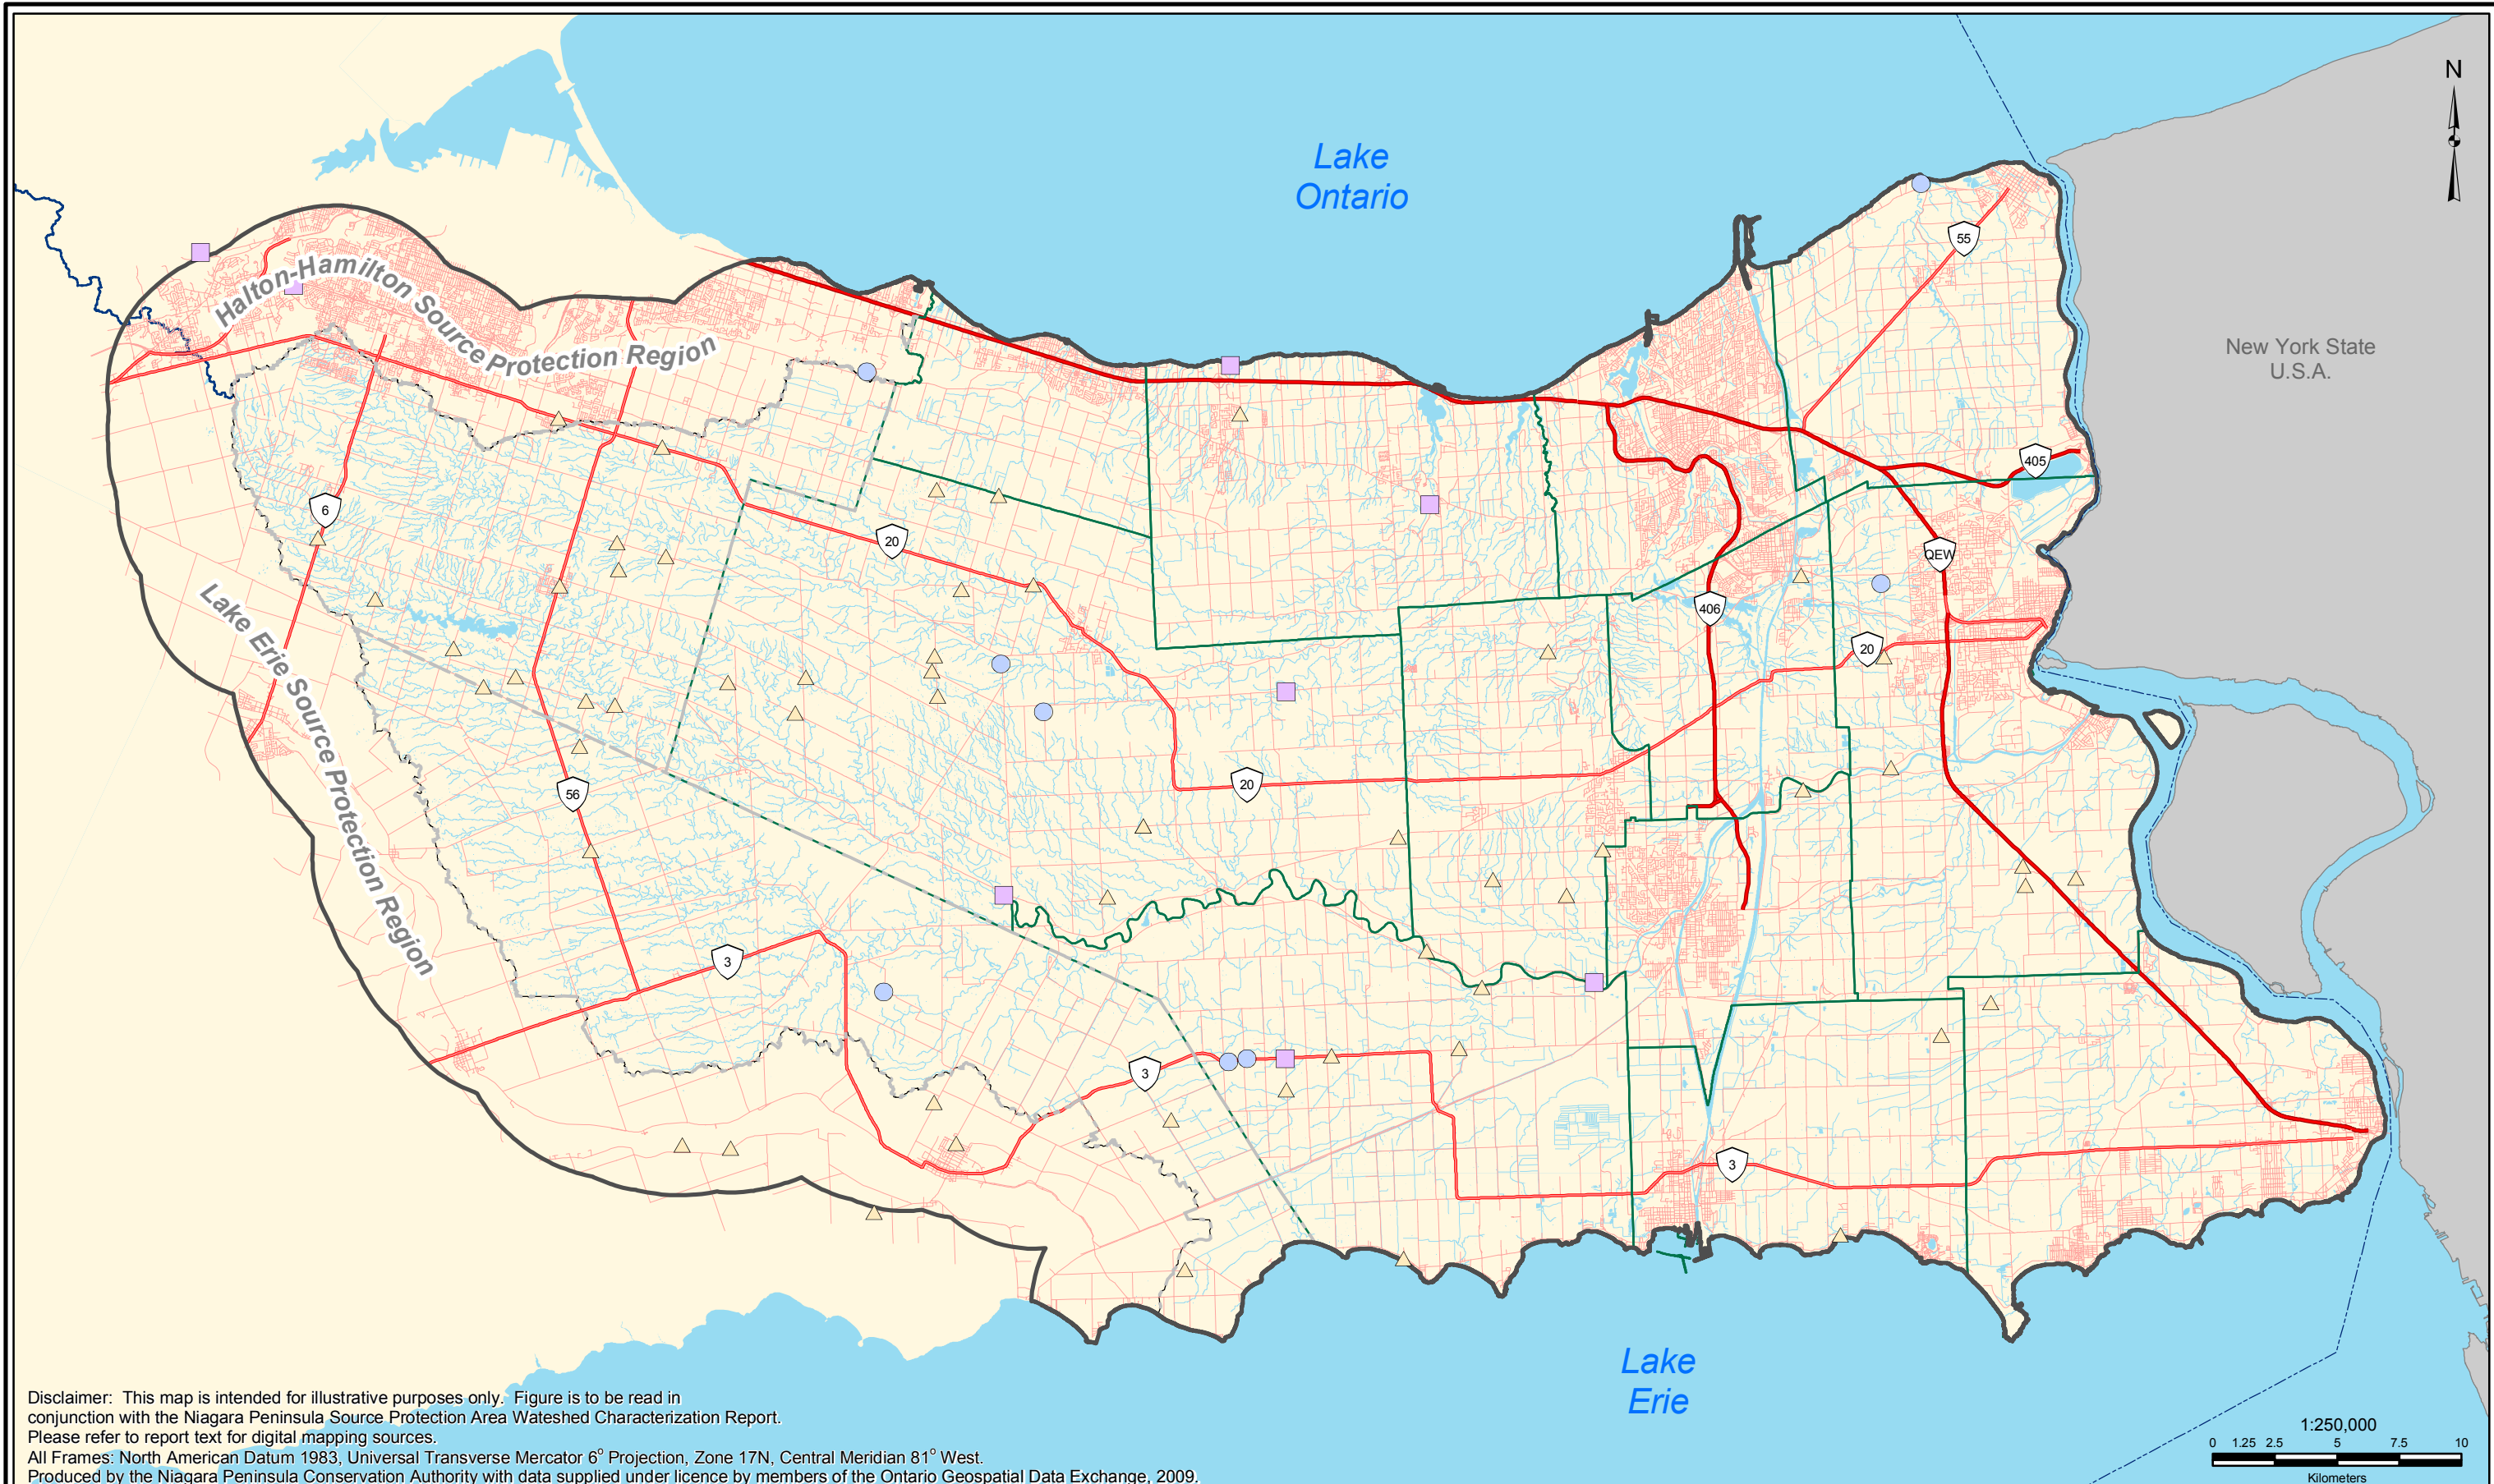 N
Lake
Ontario
55
Halton-Hamilton Source Protection Region
New York State
U.S.A.
405
6
20
QEW
406
Lake Erie Source Protection Region
20
20
56
3
3
3
Lake
Erie
Disclaimer: This map is intended for illustrative purposes only. Figure is to be read in
conjunction with the Niagara Peninsula Source Protection Area Wateshed Characterization Report.
Please refer to report text for digital mapping sources.
All Frames: North American Datum 1983, Universal Transverse Mercator 6° Projection, Zone 17N, Central Meridian 81° West.
Produced by the Niagara Peninsula Conservation Authority with data supplied under licence by members of the Ontario Geospatial Data Exchange, 2009.
1:250,000
0 1.25 2.5 5 7.5 10
Kilometers